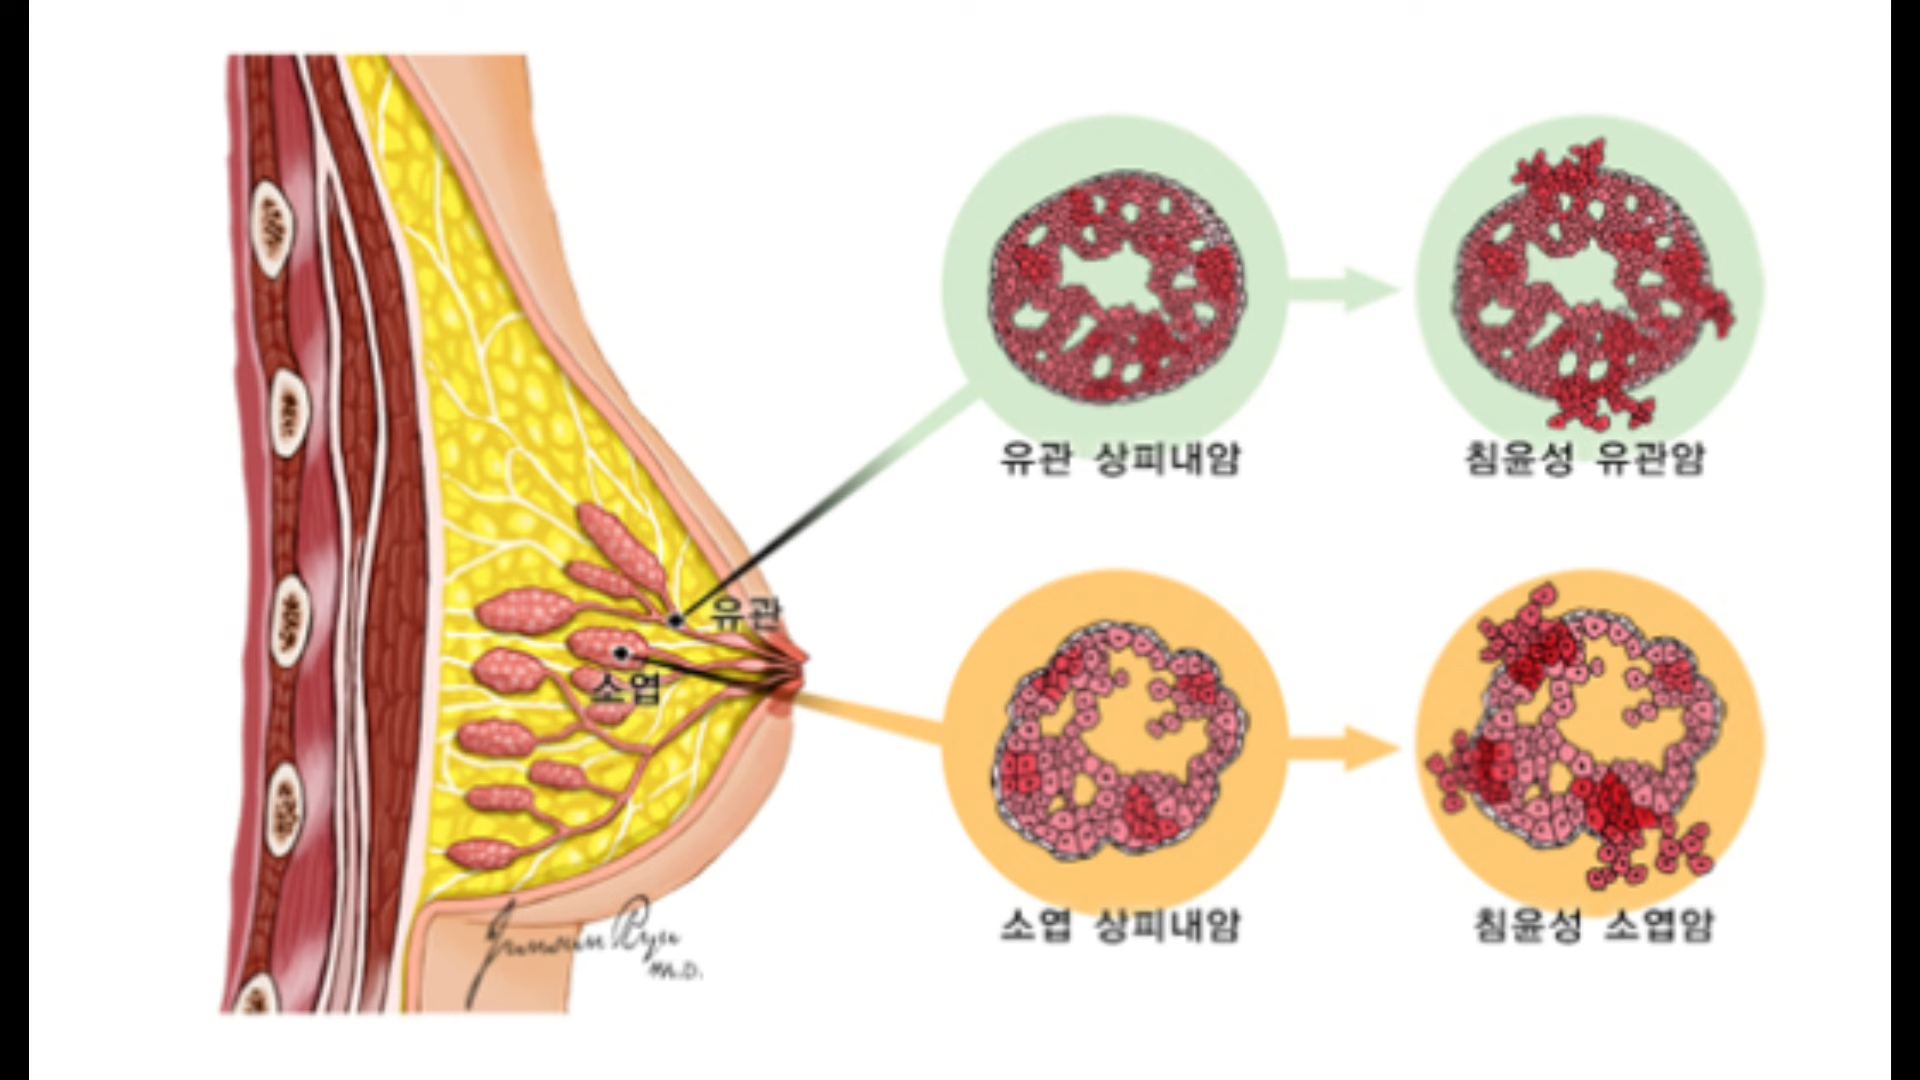 유관 상피내암
침윤성 유관암
유관
소엽
소엽 상피내암
침윤성 소엽암
M.D.